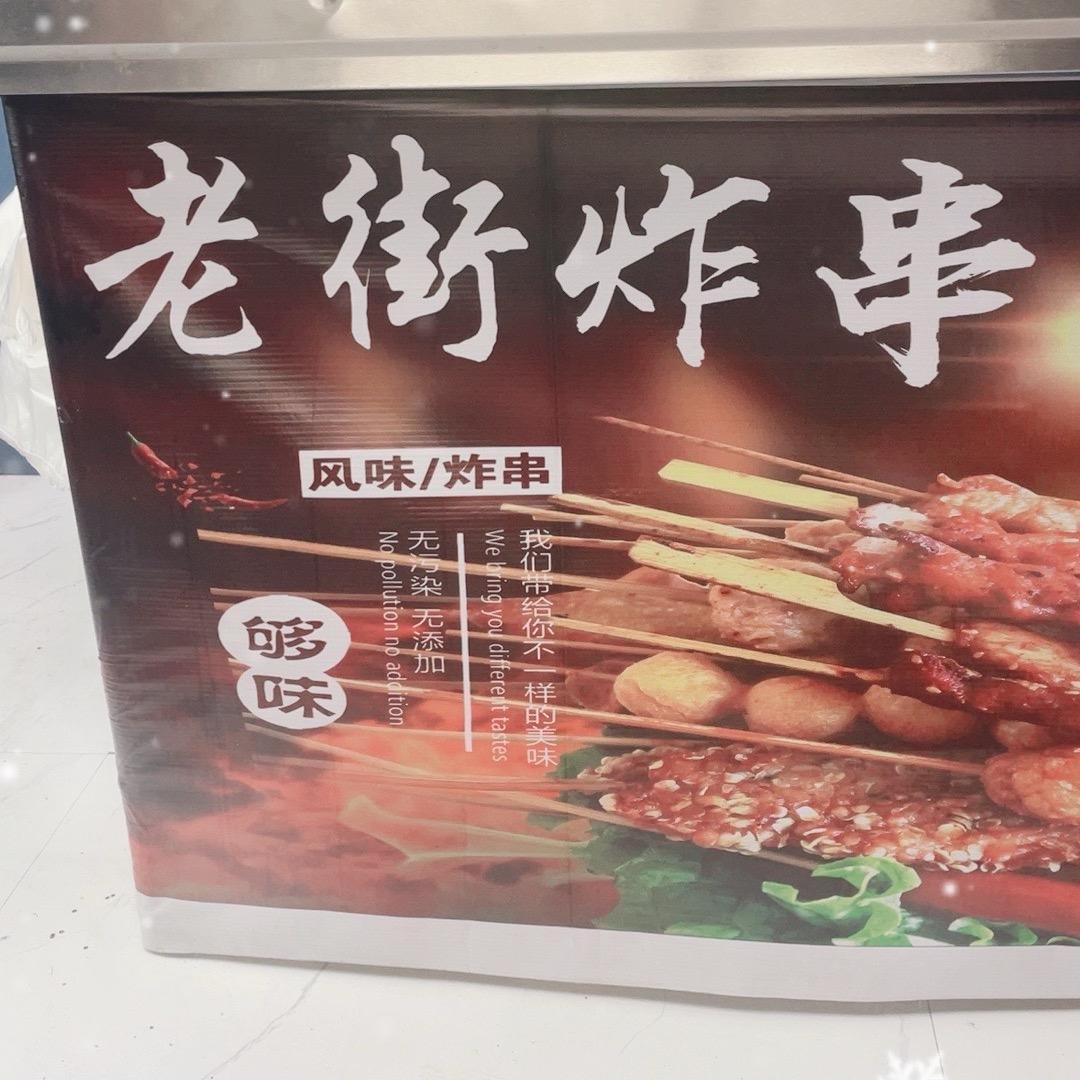 老街炸串
风味/炸串
我们带给你不一样的美味
We bring you different tastes
无污染 无添加
No pollution no addition
够味